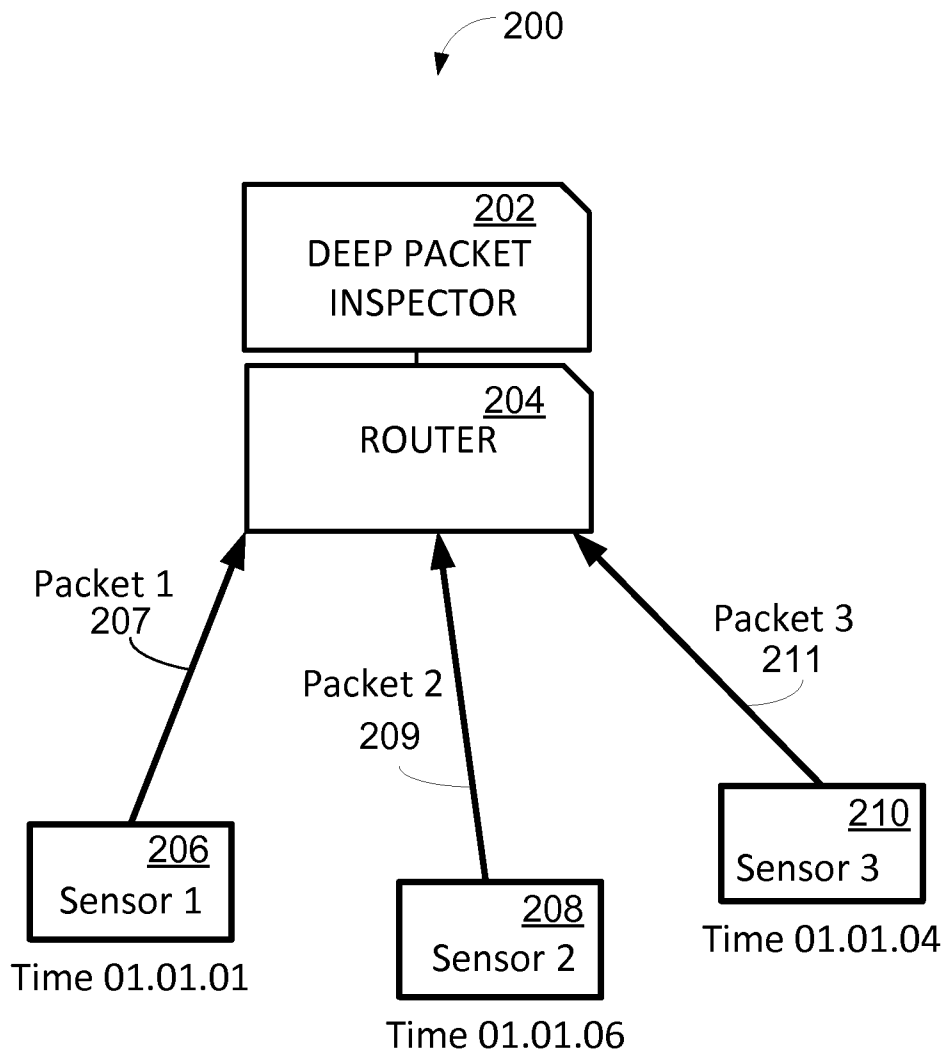 200
202
DEEP PACKET
INSPECTOR
204
ROUTER
Packet 1
207
Packet 2
209
Packet 3
211
206
Sensor 1
Time 01.01.01
208
Sensor 2
Time 01.01.06
210
Sensor 3
Time 01.01.04